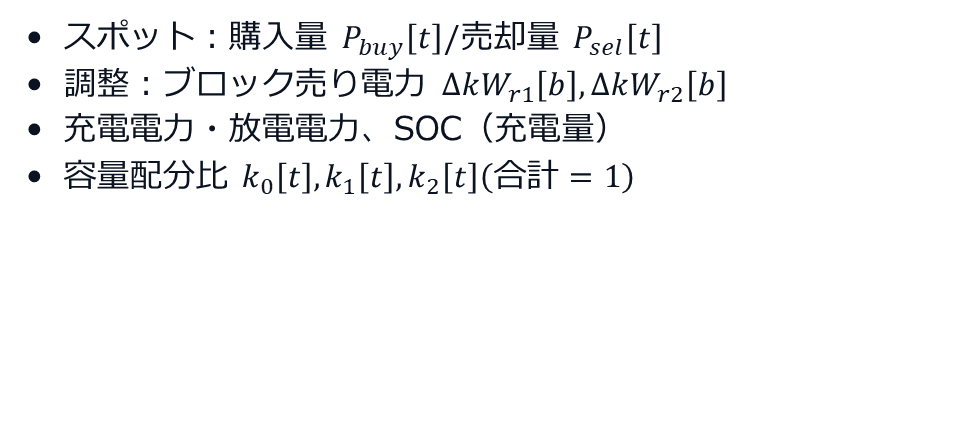 • スポット：購入量 P_buy[t]/売却量 P_sel[t]
• 調整：ブロック売り電力 ΔkW_r1[b],ΔkW_r2[b]
• 充電電力・放電電力、SOC（充電量）
• 容量配分比 k_0[t],k_1[t],k_2[t](合計 = 1)